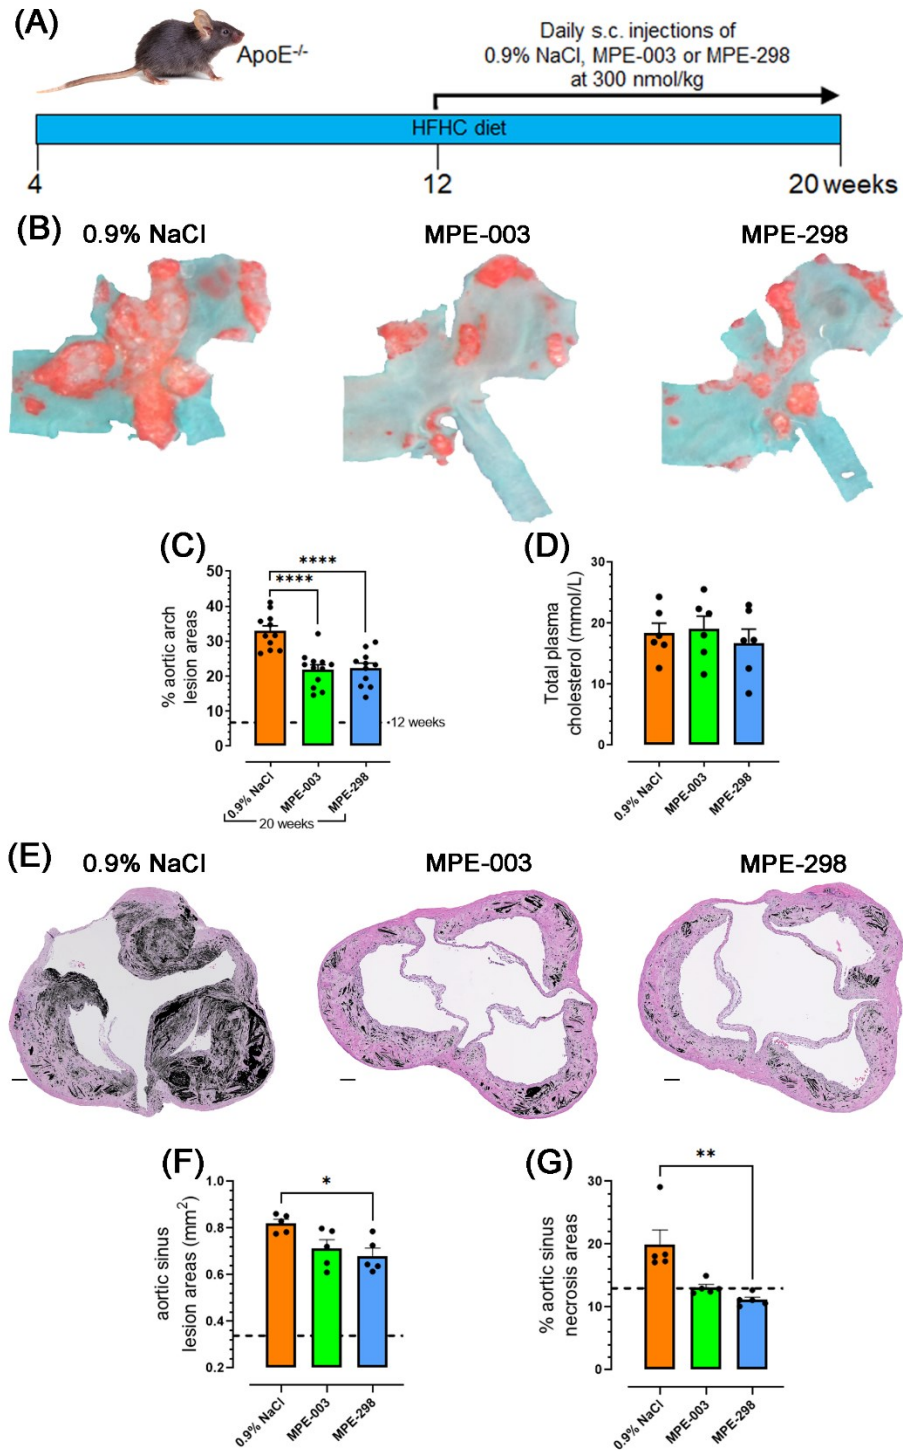 (A)
ApoE-/-
Daily s.c. injections of
0.9% NaCl, MPE-003 or MPE-298
at 300 nmol/kg
HFHC diet
4
12
20 weeks
(B)
0.9% NaCl
MPE-003
MPE-298
(C)
% aortic arch
lesion areas
50
40
30
20
10
0
****
****
12 weeks
0.9% NaCl
MPE-003
MPE-298
20 weeks
(D)
Total plasma
cholesterol (mmol/L)
30
20
10
0
0.9% NaCl
MPE-003
MPE-298
(E)
0.9% NaCl
MPE-003
MPE-298
(F)
aortic sinus
lesion areas (mm2)
1.0
0.8
0.6
0.4
0.2
*
0.9% NaCl
MPE-003
MPE-298
(G)
% aortic sinus
necrosis areas
30
20
10
0
**
0.9% NaCl
MPE-003
MPE-298